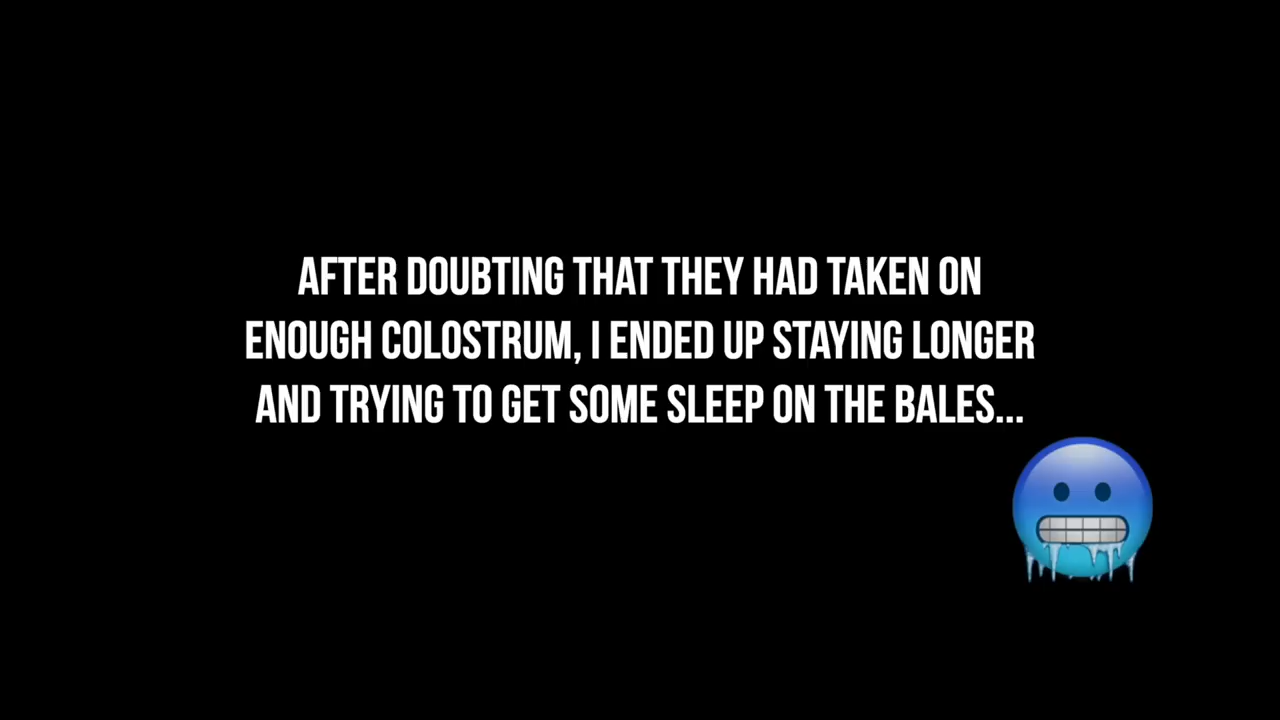 AFTER DOUBTING THAT THEY HAD TAKEN ON
ENOUGH COLOSTRUM, I ENDED UP STAYING LONGER
AND TRYING TO GET SOME SLEEP ON THE BALES...